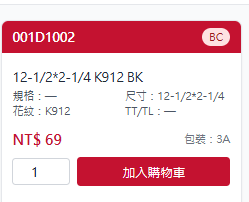 001D1002 BC
12-1/2*2-1/4 K912 BK
規格：— 尺寸：12-1/2*2-1/4
花紋：K912 TT/TL：—
NT$ 69 包裝：3A
1 加入購物車